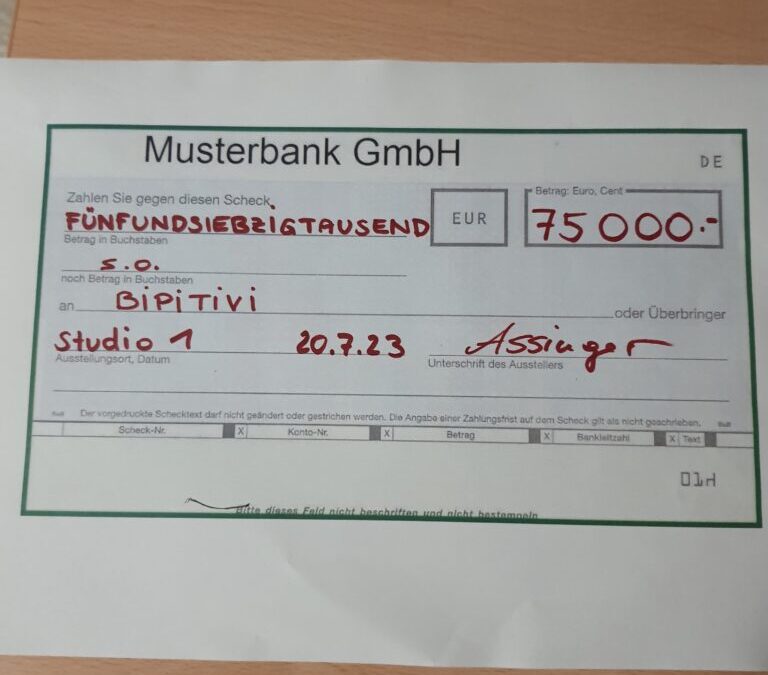 Musterbank GmbH
DE
Zahlen Sie gegen diesen Scheck
FÜNFUNDSIEBZIGTAUSEND
EUR
Betrag: Euro, Cent
75000.-
Betrag in Buchstaben
s.o.
noch Betrag in Buchstaben
an BiPiTiVi oder Überbringer
Studio 1 20.7.23 Assinger
Ausstellungsort, Datum Unterschrift des Ausstellers
Der vorgedruckte Schecktext darf nicht geändert oder gestrichen werden. Die Angabe einer Zahlungsfrist auf dem Scheck gilt als nicht geschrieben.
Scheck-Nr. X Konto-Nr. X Betrag X Bankleitzahl X Text
Bitte dieses Feld nicht beschriften und nicht bestempeln